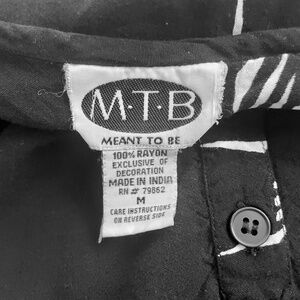 M·T·B
MEANT TO BE
100% RAYON
EXCLUSIVE OF
DECORATION
MADE IN INDIA
RN# 79862
M
CARE INSTRUCTIONS
ON REVERSE SIDE